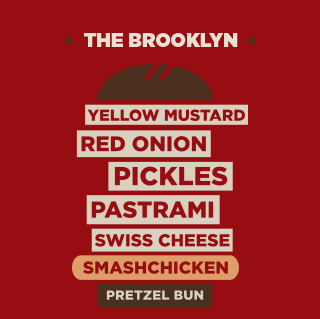 THE BROOKLYN
YELLOW MUSTARD
RED ONION
PICKLES
PASTRAMI
SWISS CHEESE
SMASHCHICKEN
PRETZEL BUN